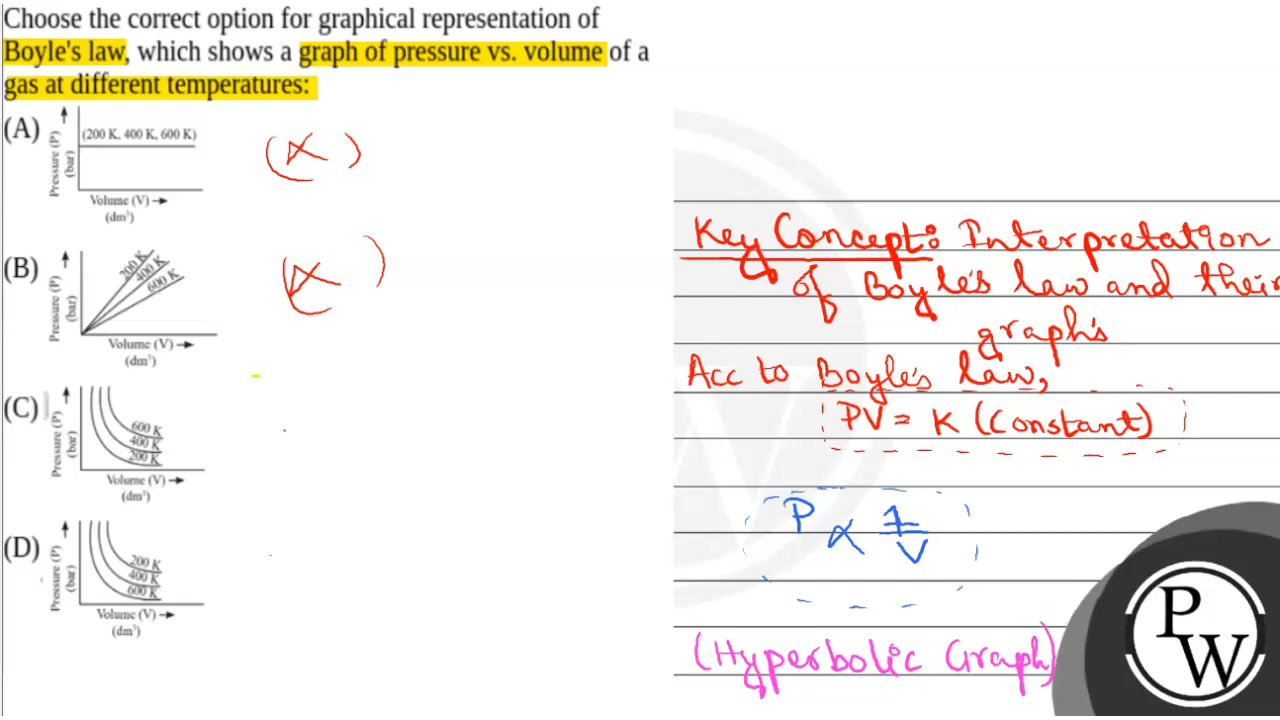 Choose the correct option for graphical representation of
Boyle's law, which shows a graph of pressure vs. volume of a
gas at different temperatures:
(A)
Pressure (P) (bar)
(200 K, 400 K, 600 K)
Volume (V)
(dm³)
(B)
Pressure (P) (bar)
200 K
400 K
600 K
Volume (V)
(dm³)
(C)
Pressure (P) (bar)
600 K
400 K
200 K
Volume (V)
(dm³)
(D)
Pressure (P) (bar)
200 K
400 K
600 K
Volume (V)
(dm³)
Key Concept: Interpretation
of Boyle's law and their
graph's
Acc to Boyle's law,
PV = K (Constant)
P ∝ 1/V
(Hyperbolic Graph)
PW